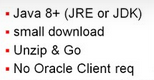 Java 8+ (JRE or JDK)
small download
Unzip & Go
No Oracle Client req